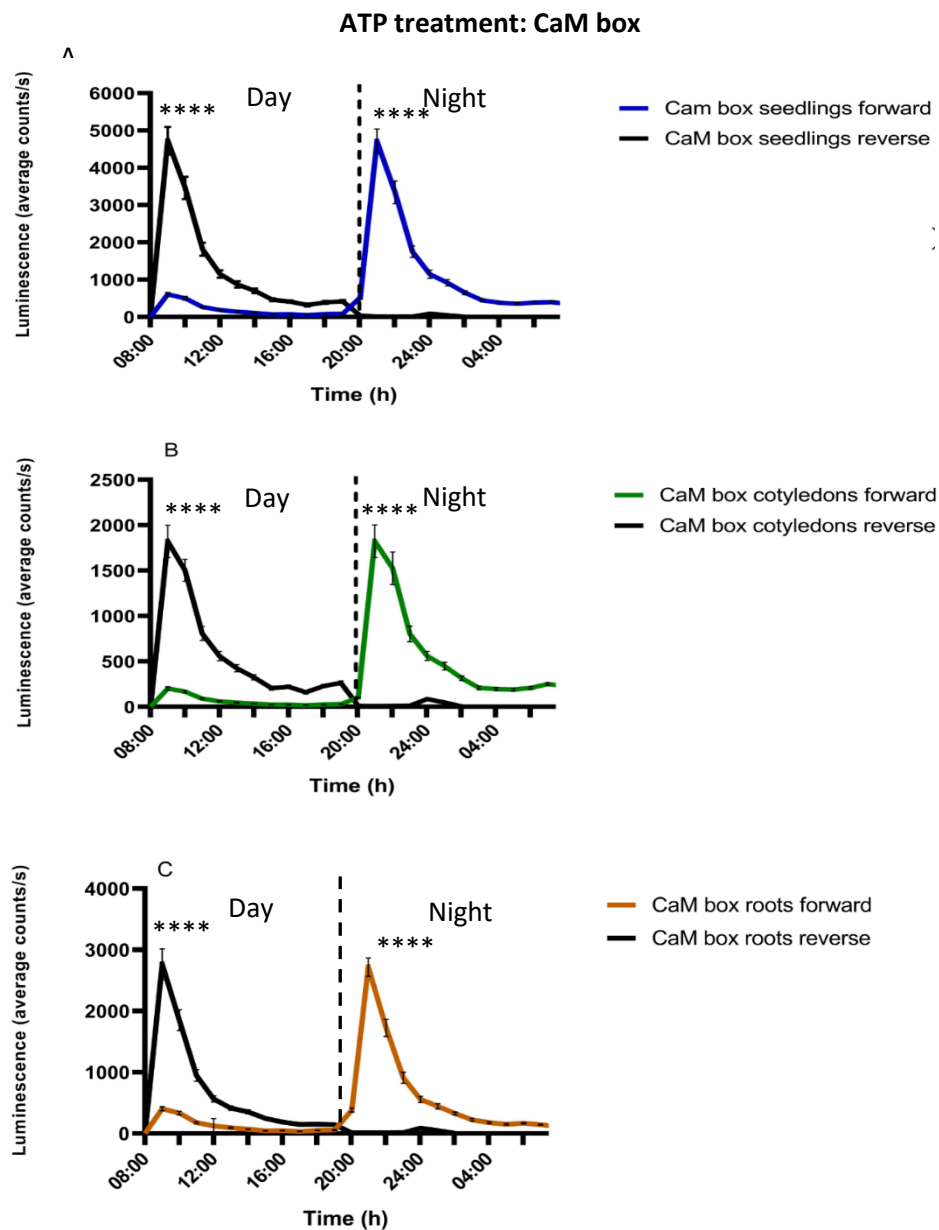 ATP treatment: CaM box
A
Luminescence (average counts/s)
6000
5000
4000
3000
2000
1000
0
**** Day
**** Night
Cam box seedlings forward
CaM box seedlings reverse
08:00 12:00 16:00 20:00 24:00 04:00
Time (h)
B
Luminescence (average counts/s)
2500
2000
1500
1000
500
0
**** Day
**** Night
CaM box cotyledons forward
CaM box cotyledons reverse
08:00 12:00 16:00 20:00 24:00 04:00
Time (h)
C
Luminescence (average counts/s)
4000
3000
2000
1000
0
**** Day
**** Night
CaM box roots forward
CaM box roots reverse
08:00 12:00 16:00 20:00 24:00 04:00
Time (h)